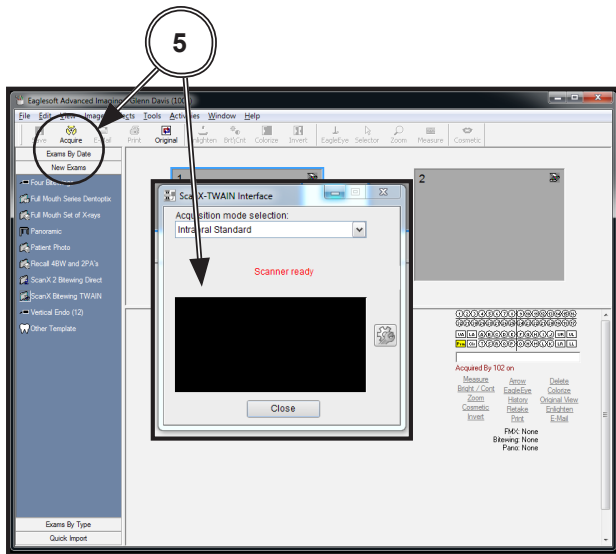 5
Eaglesoft Advanced Imaging Glenn Davis (100
File Edit View Image Tools Activities Window Help
Save Acquire Print Original Enlighten Brt|Cnt Colorize Invert EagleEye Selector Zoom Measure Cosmetic
Exams By Date
New Exams
Four Bitewings
Full Mouth Series Dentoptix
Full Mouth Set of X-rays
Panoramic
Patient Photo
Recall 4BW and 2PA's
ScanX 2 Bitewing Direct
ScanX Bitewing TWAIN
Vertical Endo (12)
Other Template
Exams By Type
Quick Import
1
2
ScanX-TWAIN Interface
Acquisition mode selection:
Intraoral Standard
Scanner ready
Close
Acquired By 102 on
Measure Arrow Delete
Bright / Cont EagleEye Colorize
Zoom History Original View
Cosmetic Retake Enlighten
Invert Print E-Mail
FMX: None
Bitewing: None
Pano: None